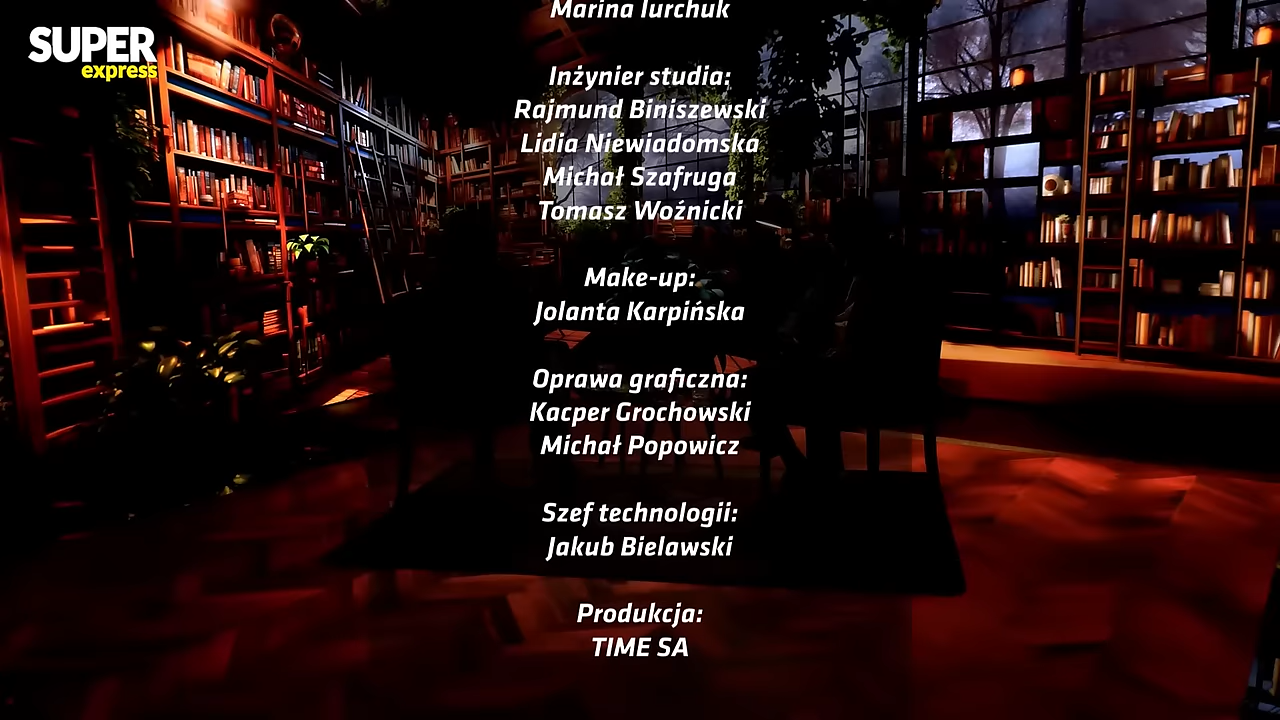 SUPER
express
Marina Iurchuk
Inżynier studia:
Rajmund Biniszewski
Lidia Niewiadomska
Michał Szafruga
Tomasz Woźnicki
Make-up:
Jolanta Karpińska
Oprawa graficzna:
Kacper Grochowski
Michał Popowicz
Szef technologii:
Jakub Bielawski
Produkcja:
TIME SA